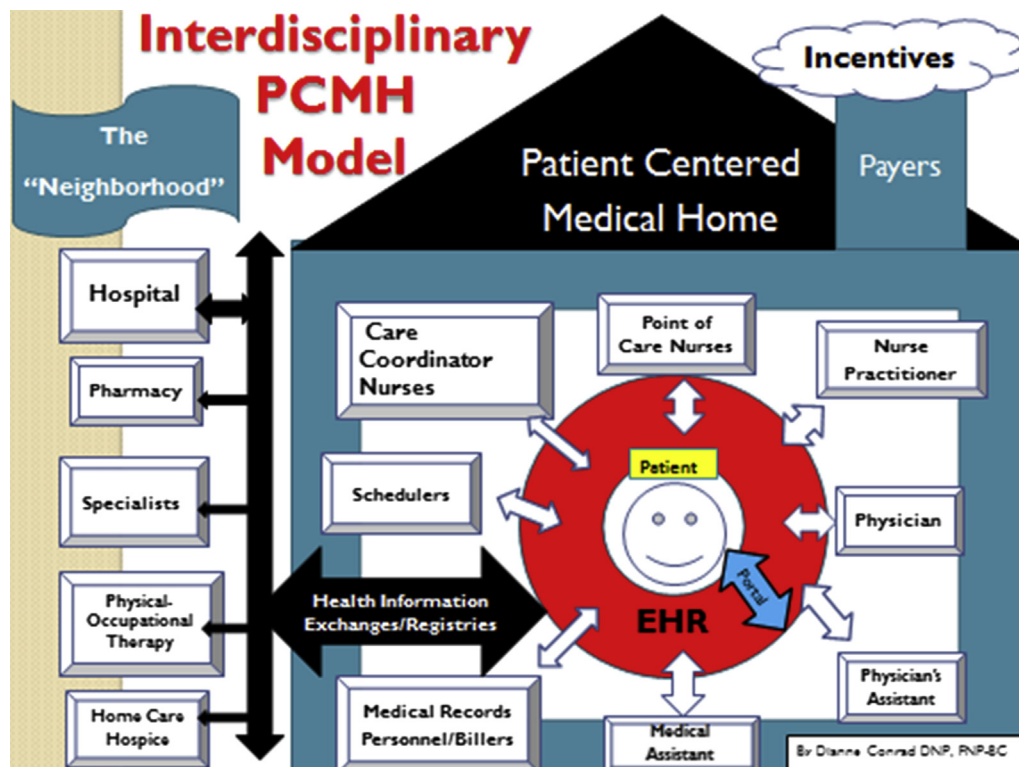 Interdisciplinary
PCMH
Model
Incentives
The
“Neighborhood”
Patient Centered
Medical Home
Payers
Hospital
Pharmacy
Specialists
Physical-
Occupational
Therapy
Home Care
Hospice
Care
Coordinator
Nurses
Point of
Care Nurses
Nurse
Practitioner
Schedulers
Patient
Physician
Portal
EHR
Health Information
Exchanges/Registries
Physician's
Assistant
Medical Records
Personnel/Billers
Medical
Assistant
By Dianne Conrad DNP, FNP-BC